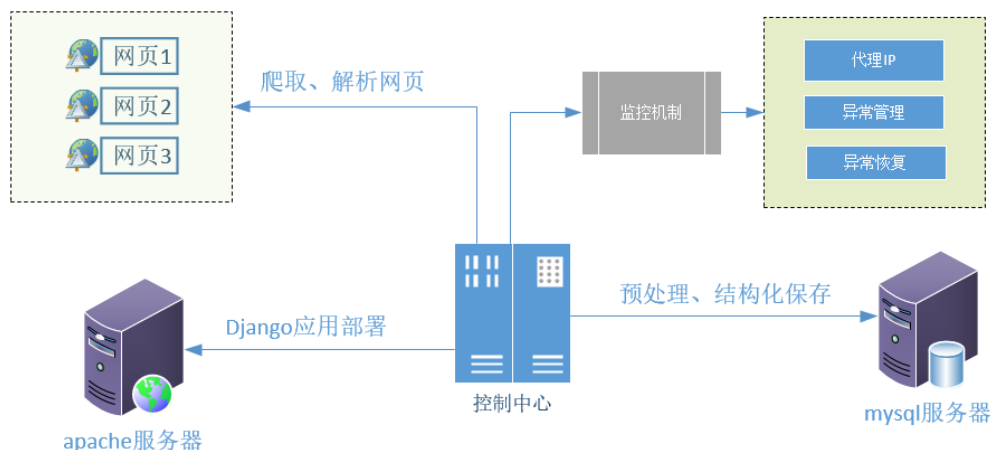 网页1
网页2
网页3
爬取、解析网页
监控机制
代理IP
异常管理
异常恢复
Django应用部署
预处理、结构化保存
控制中心
apache服务器
mysql服务器